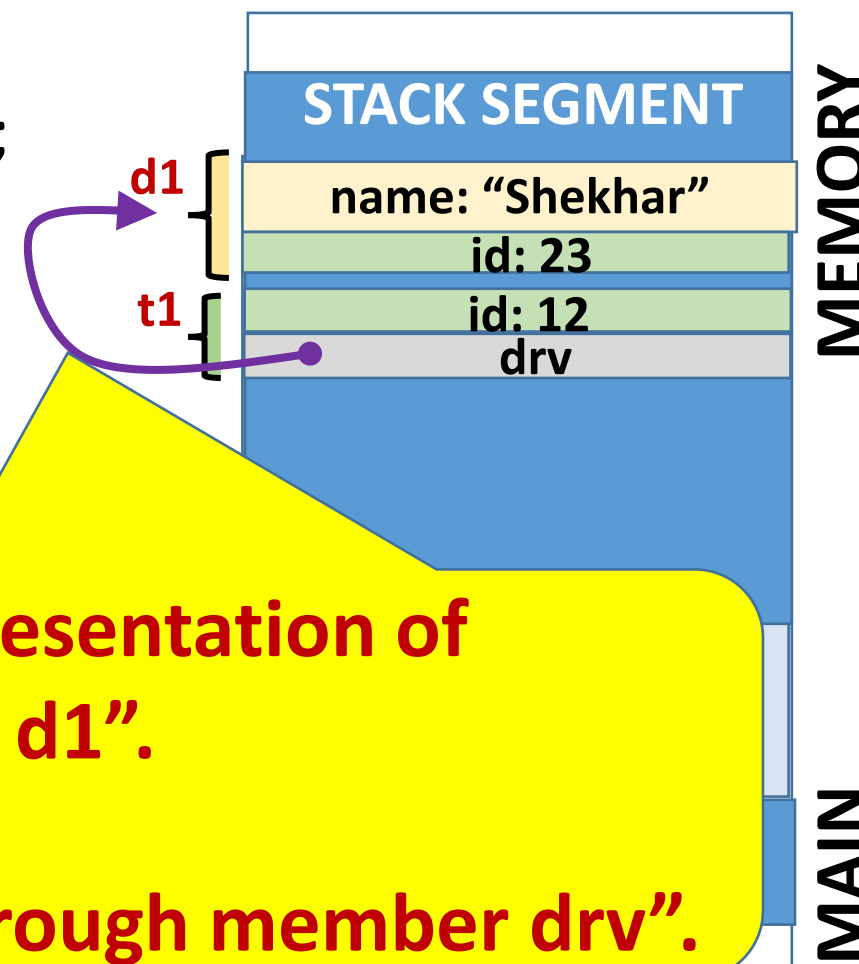 STACK SEGMENT
;
d1
name: “Shekhar”
id: 23
t1
id: 12
drv
MEMORY
esentation of
d1”.
rough member drv”.
MAIN